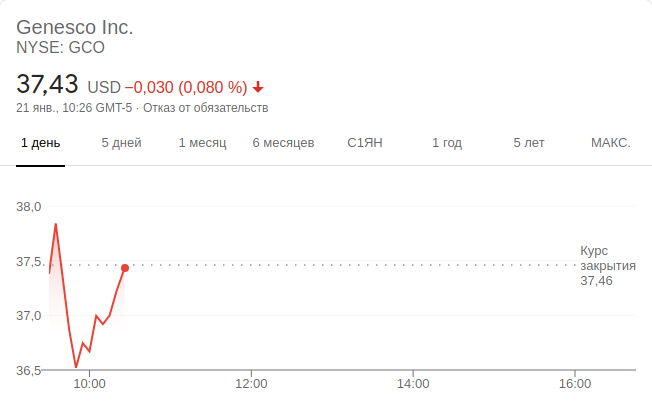 Genesco Inc.
NYSE: GCO
37,43 USD −0,030 (0,080 %)
21 янв., 10:26 GMT-5 · Отказ от обязательств
1 день 5 дней 1 месяц 6 месяцев С1ЯН 1 год 5 лет МАКС.
38,0
37,5
37,0
36,5
Курс
закрытия
37,46
10:00 12:00 14:00 16:00